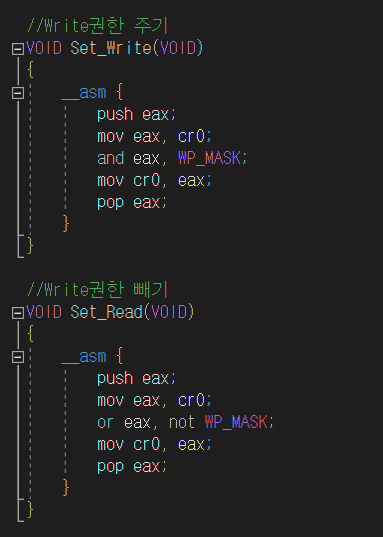 //Write권한 주기
VOID Set_Write(VOID)
{
__asm {
push eax;
mov eax, cr0;
and eax, WP_MASK;
mov cr0, eax;
pop eax;
}
}
//Write권한 빼기
VOID Set_Read(VOID)
{
__asm {
push eax;
mov eax, cr0;
or eax, not WP_MASK;
mov cr0, eax;
pop eax;
}
}